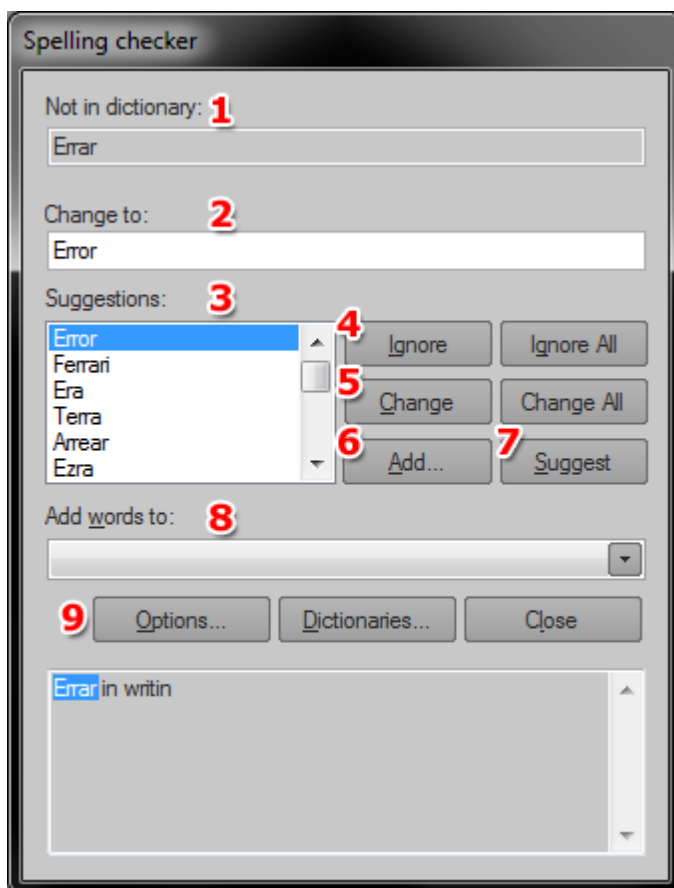 Spelling checker
Not in dictionary: 1
Errar
Change to: 2
Error
Suggestions: 3
Error
Ferrari
Era
Terra
Arrear
Ezra
4 Ignore Ignore All
5 Change Change All
6 Add... 7 Suggest
Add words to: 8
9 Options... Dictionaries... Close
Errar in writin